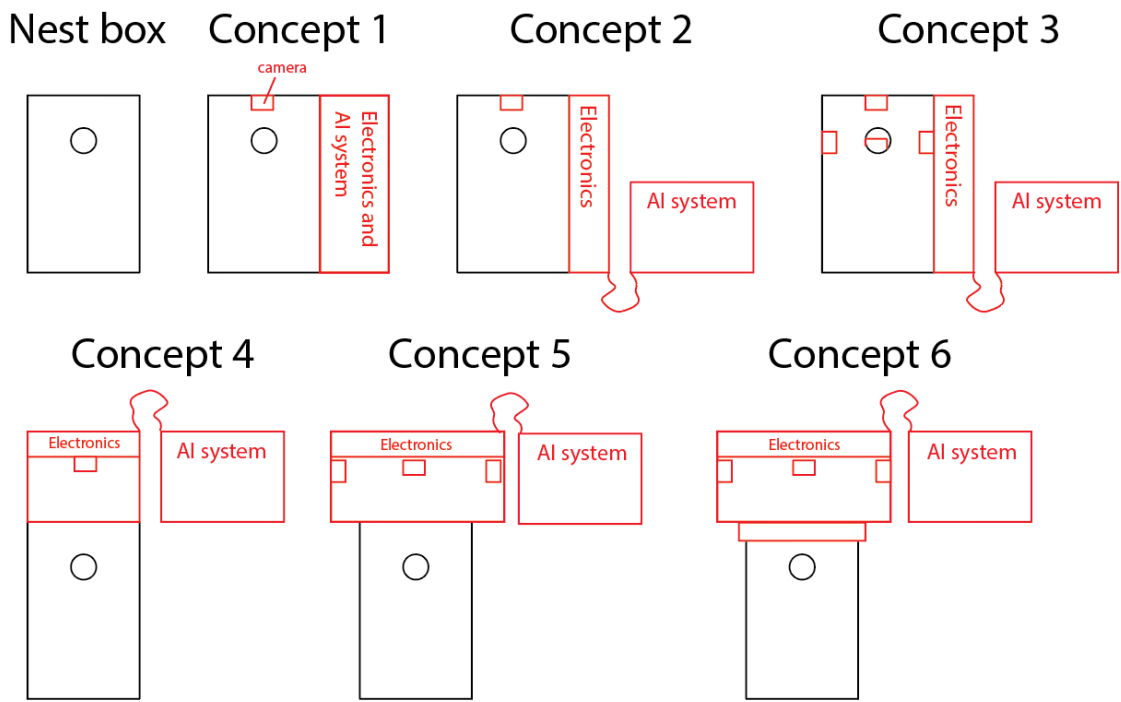 Nest box
Concept 1
Concept 2
Concept 3
camera
Electronics and
AI system
Electronics
AI system
Electronics
AI system
Concept 4
Concept 5
Concept 6
Electronics
AI system
Electronics
AI system
Electronics
AI system